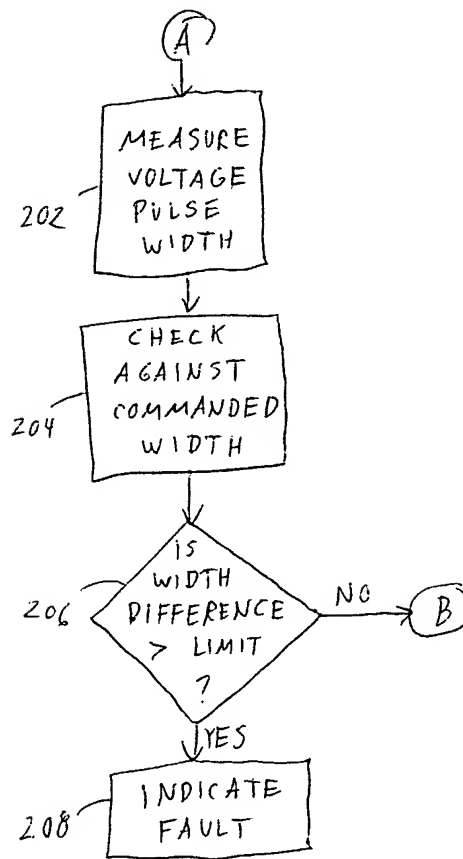 A
MEASURE
VOLTAGE
PULSE
WIDTH
202
CHECK
AGAINST
COMMANDED
WIDTH
204
IS
WIDTH
DIFFERENCE
> LIMIT
?
206
NO
B
YES
INDICATE
FAULT
208